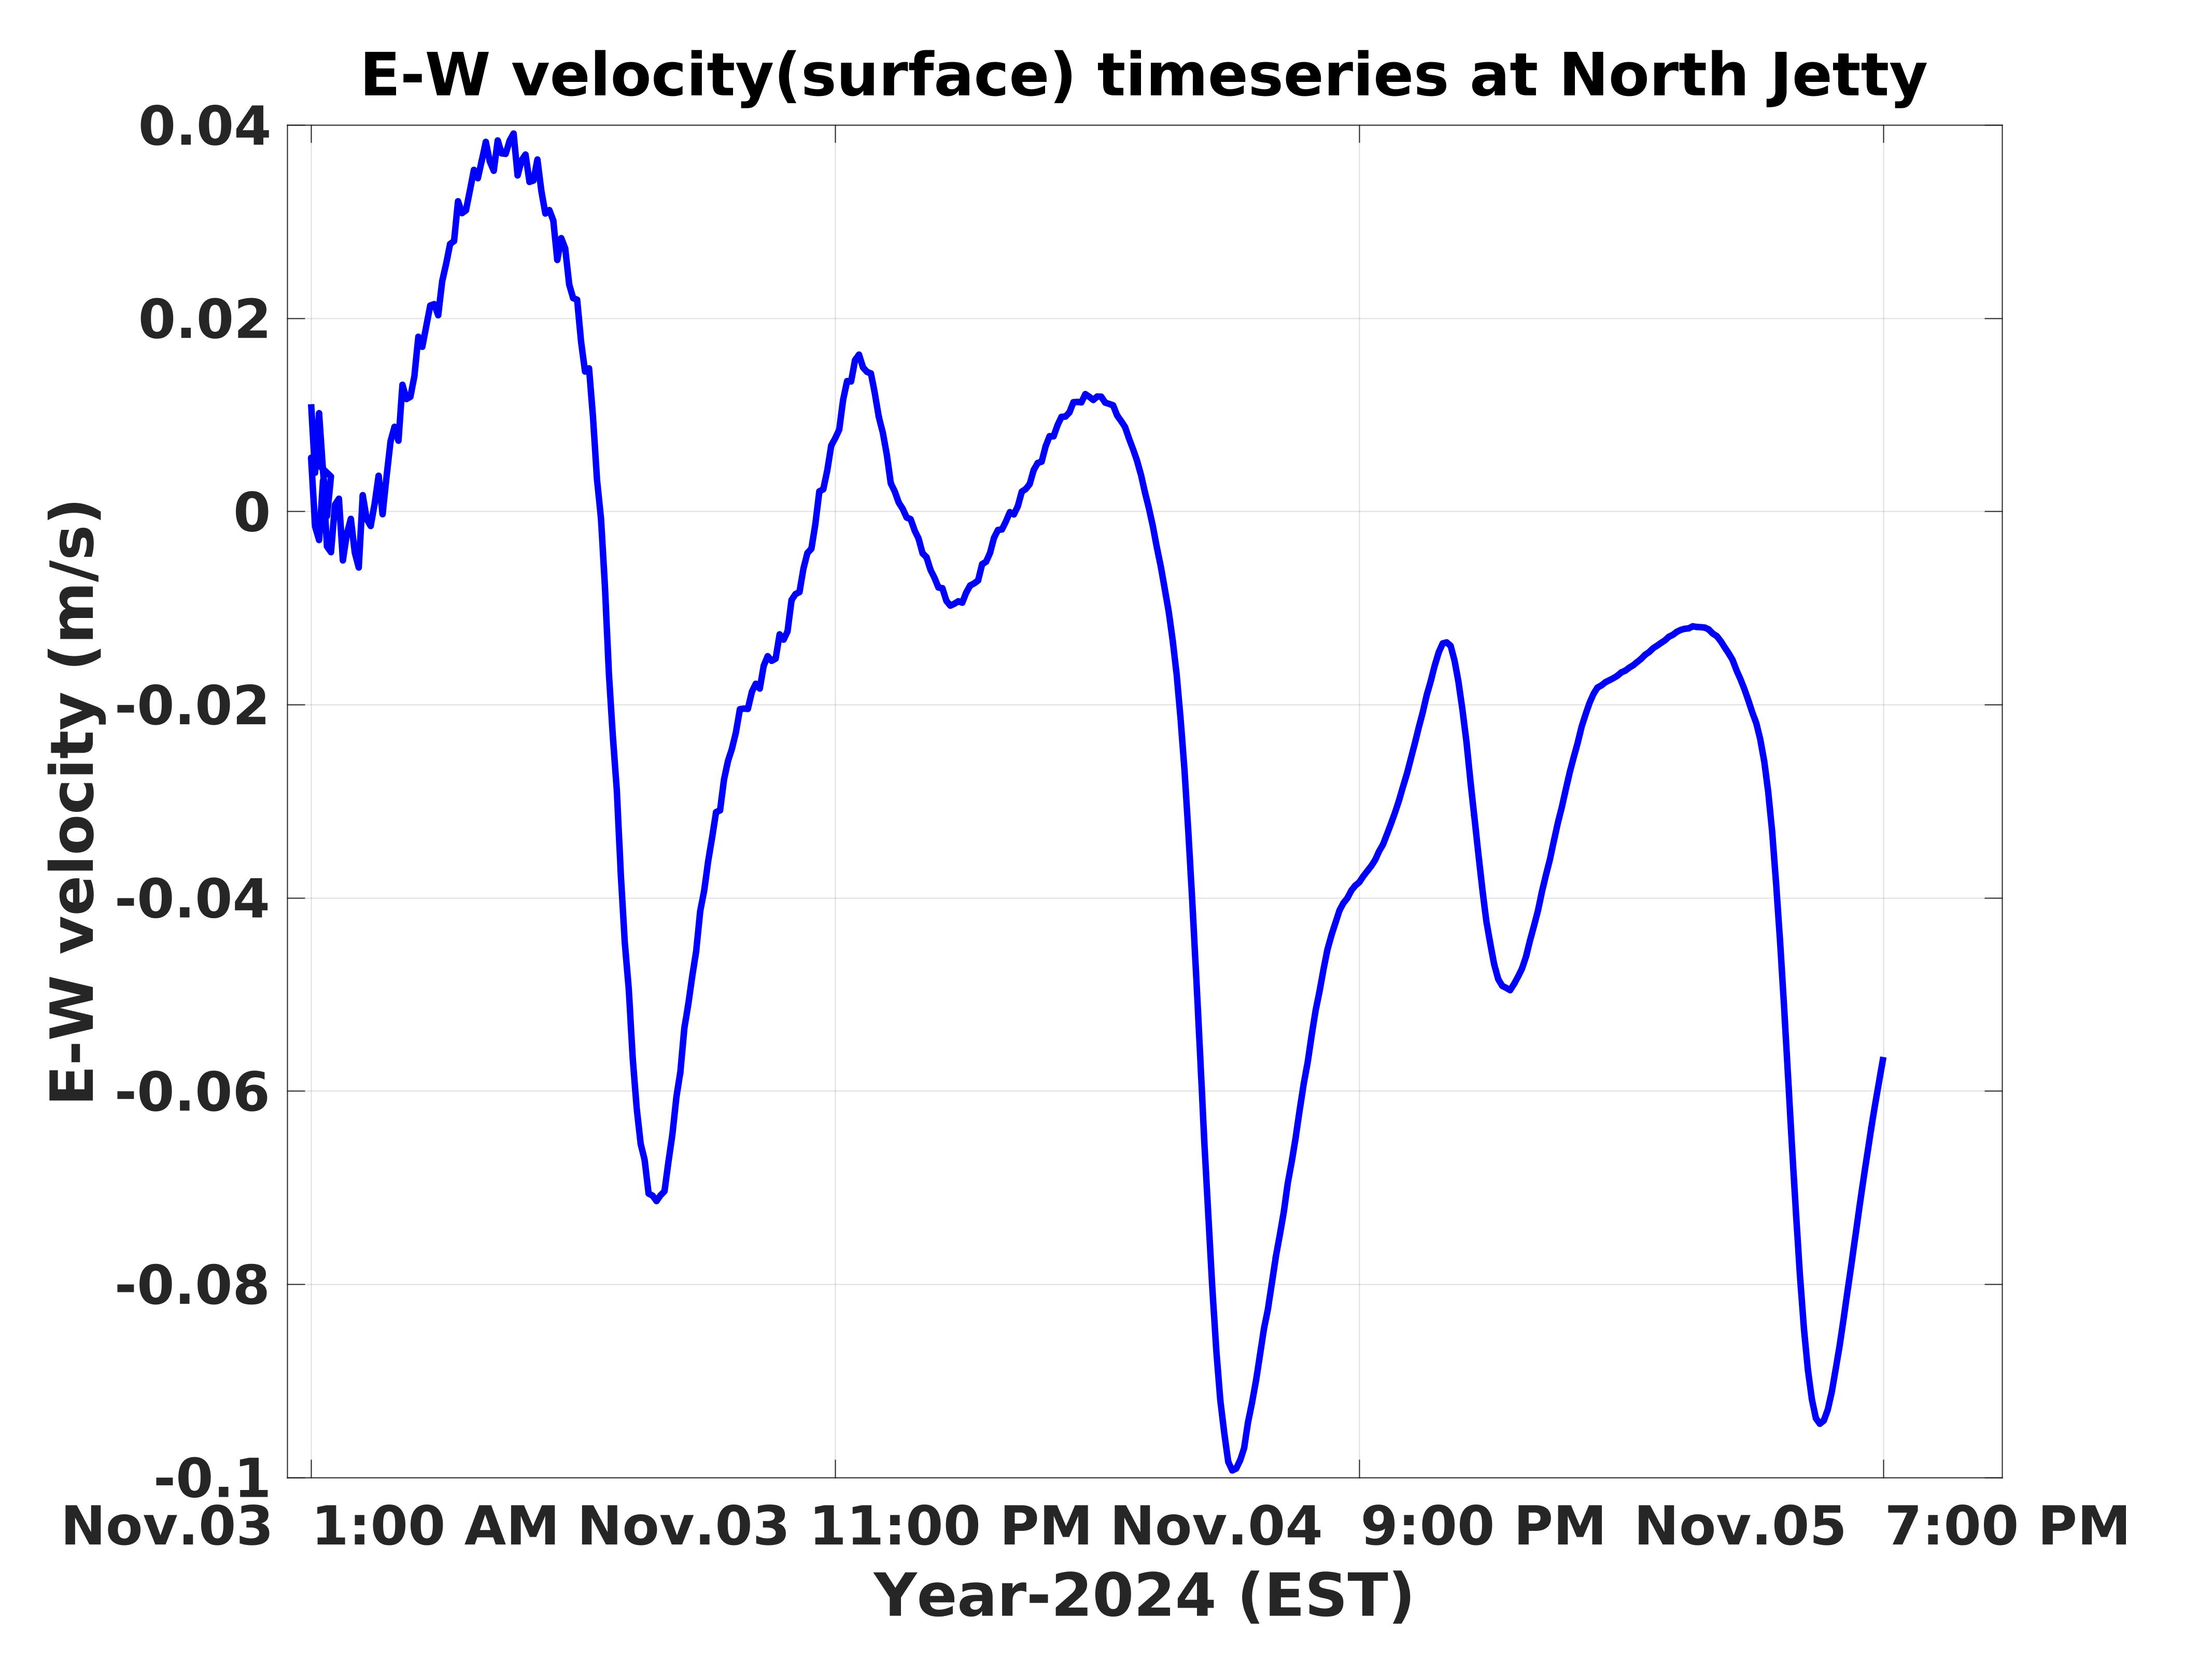 E-W velocity(surface) timeseries at North Jetty
E-W velocity (m/s)
0.04
0.02
0
-0.02
-0.04
-0.06
-0.08
-0.1
Nov.03 1:00 AM Nov.03 11:00 PM Nov.04 9:00 PM Nov.05 7:00 PM
Year-2024 (EST)